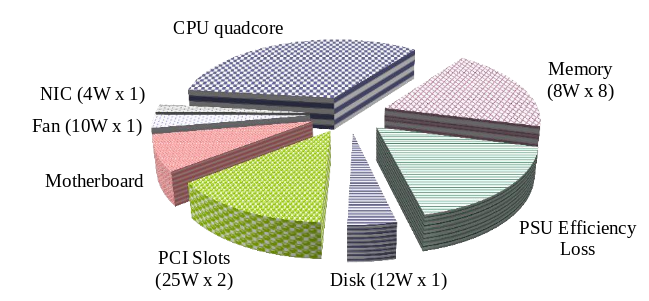 CPU quadcore
Memory
(8W x 8)
NIC (4W x 1)
Fan (10W x 1)
Motherboard
PSU Efficiency
Loss
PCI Slots
(25W x 2)
Disk (12W x 1)